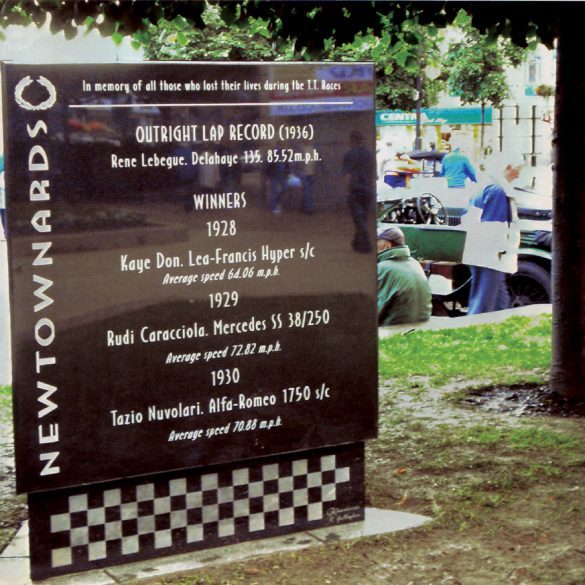 NEWTOWNARDS
In memory of all those who lost their lives during the T.T. Races
OUTRIGHT LAP RECORD (1936)
Rene Lebegue. Delahaye 135. 85.52m.p.h.
WINNERS
1928
Kaye Don. Lea-Francis Hyper s/c
Average speed 64.06 m.p.h.
1929
Rudi Caracciola. Mercedes SS 38/250
Average speed 72.82 m.p.h.
1930
Tazio Nuvolari. Alfa-Romeo 1750 s/c
Average speed 70.88 m.p.h.
CENTRE